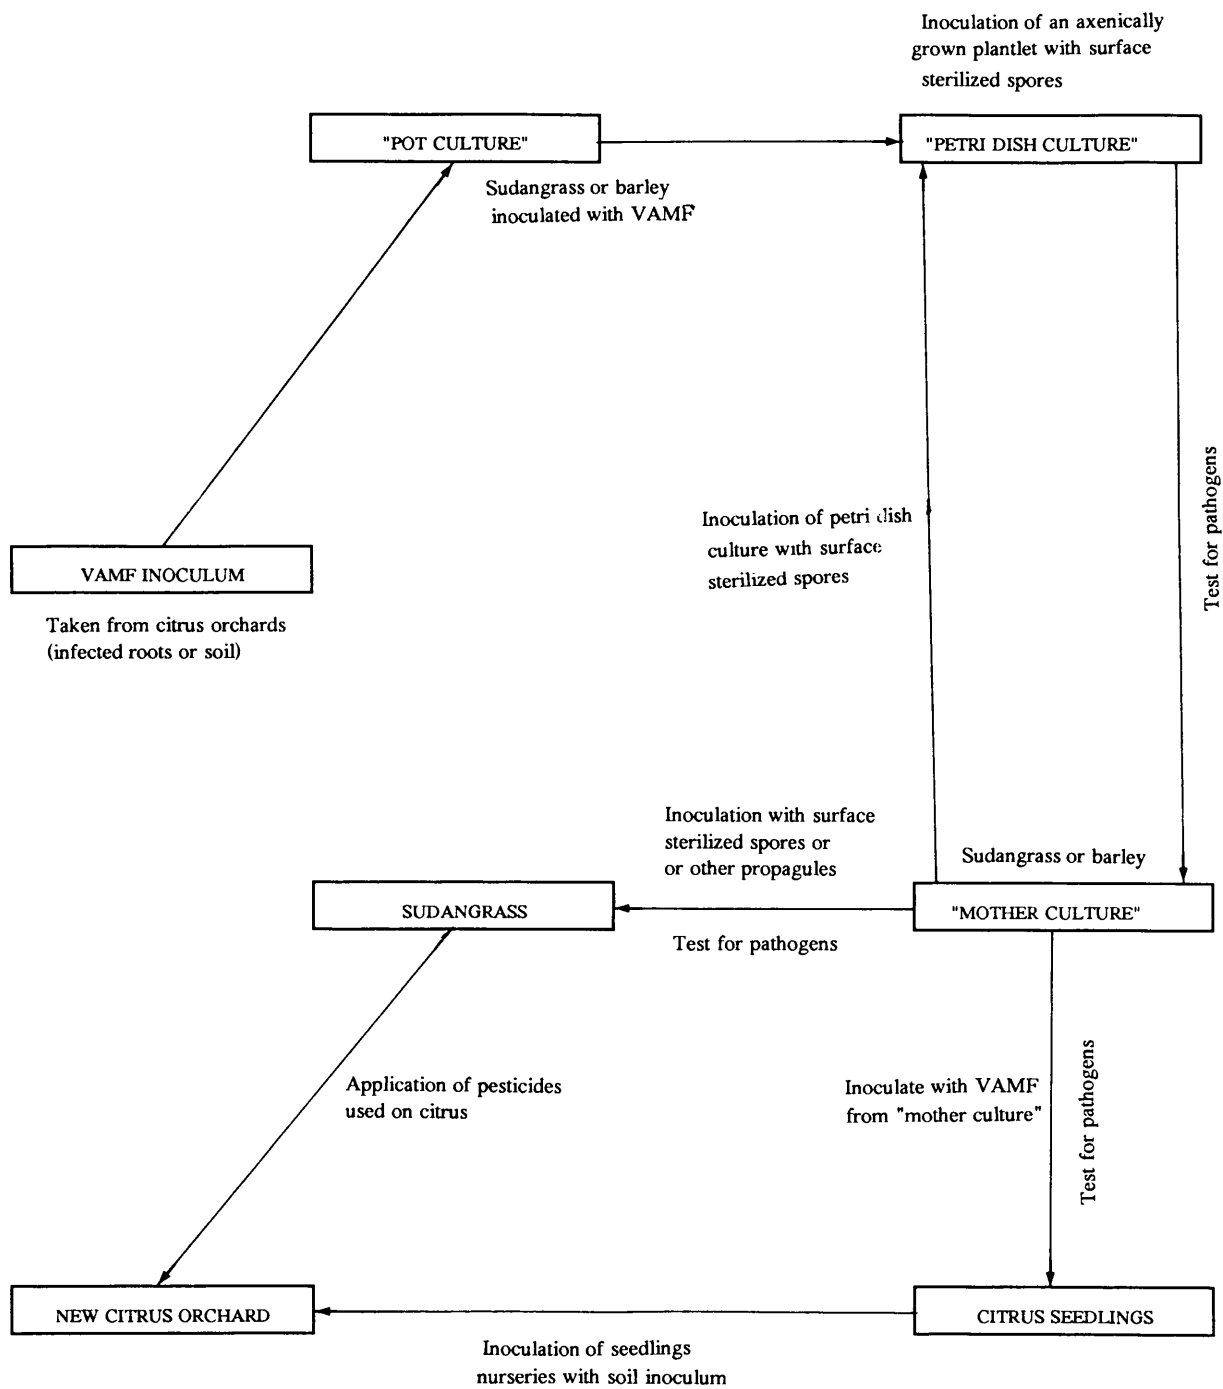 Inoculation of an axenically
grown plantlet with surface
sterilized spores
"POT CULTURE"
"PETRI DISH CULTURE"
Sudangrass or barley
inoculated with VAMF
Inoculation of petri dish
culture with surface
sterilized spores
Test for pathogens
VAMF INOCULUM
Taken from citrus orchards
(infected roots or soil)
Inoculation with surface
sterilized spores or
or other propagules
Sudangrass or barley
SUDANGRASS
"MOTHER CULTURE"
Test for pathogens
Application of pesticides
used on citrus
Inoculate with VAMF
from "mother culture"
Test for pathogens
NEW CITRUS ORCHARD
CITRUS SEEDLINGS
Inoculation of seedlings
nurseries with soil inoculum